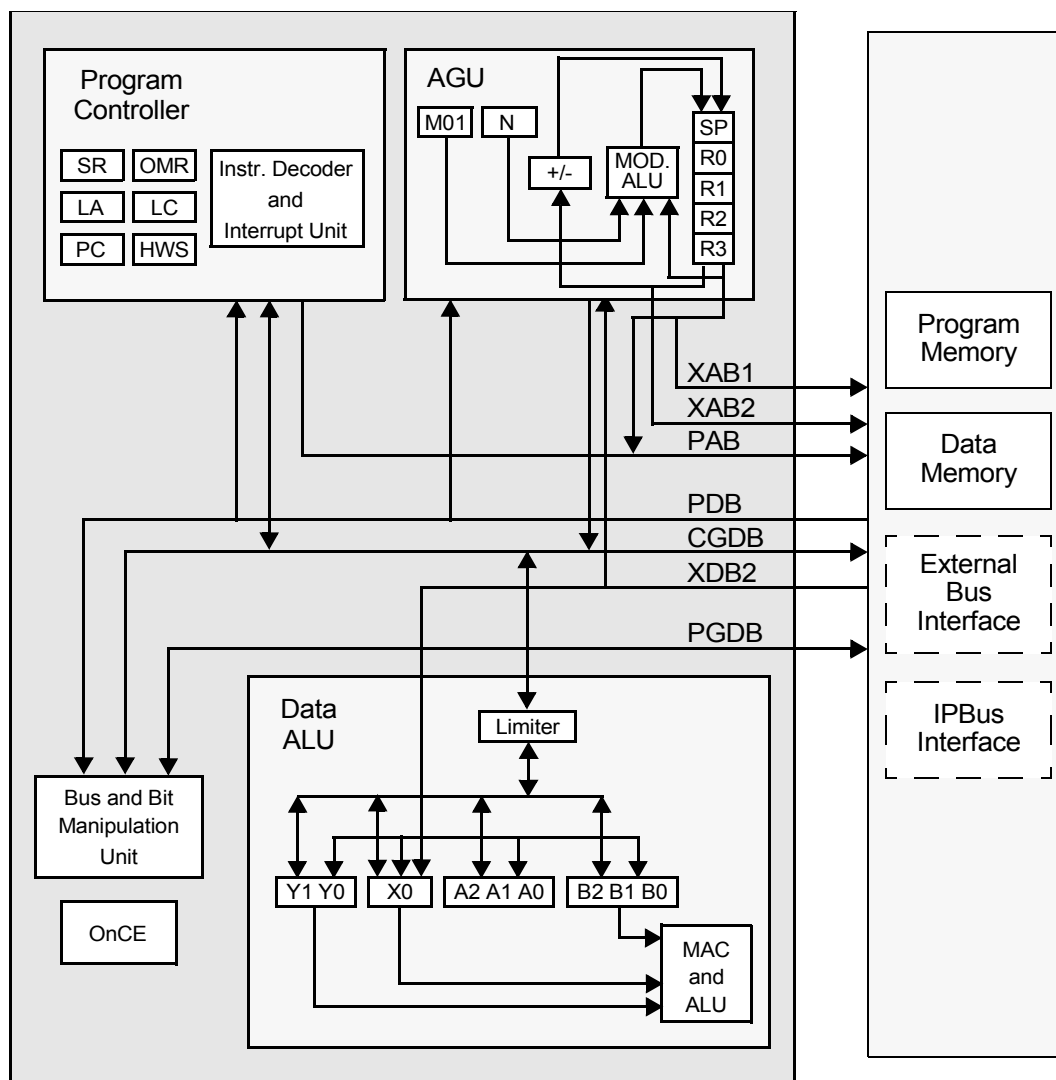 Program
Controller
SR OMR
LA LC
PC HWS
Instr. Decoder
and
Interrupt Unit
AGU
M01 N
+/-
MOD.
ALU
SP
R0
R1
R2
R3
XAB1
XAB2
PAB
PDB
CGDB
XDB2
PGDB
Program
Memory
Data
Memory
External
Bus
Interface
IPBus
Interface
Data
ALU
Limiter
Y1 Y0
X0
A2 A1 A0
B2 B1 B0
MAC
and
ALU
Bus and Bit
Manipulation
Unit
OnCE